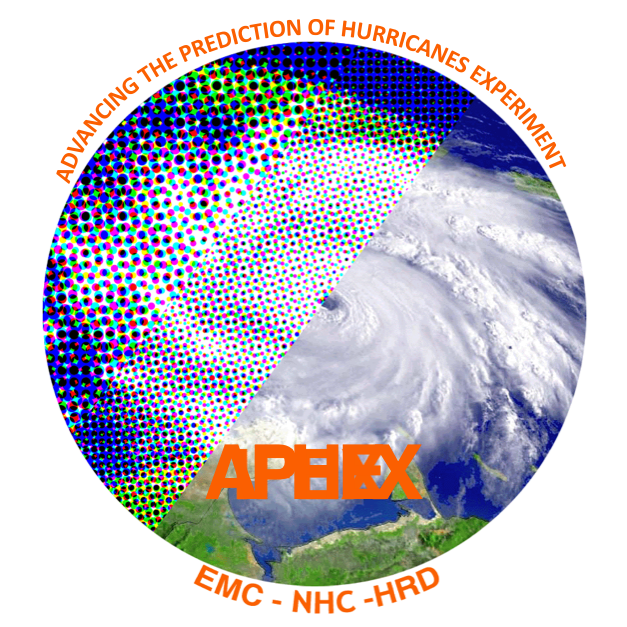 ADVANCING THE PREDICTION OF HURRICANES EXPERIMENT
APHEX
EMC - NHC -HRD